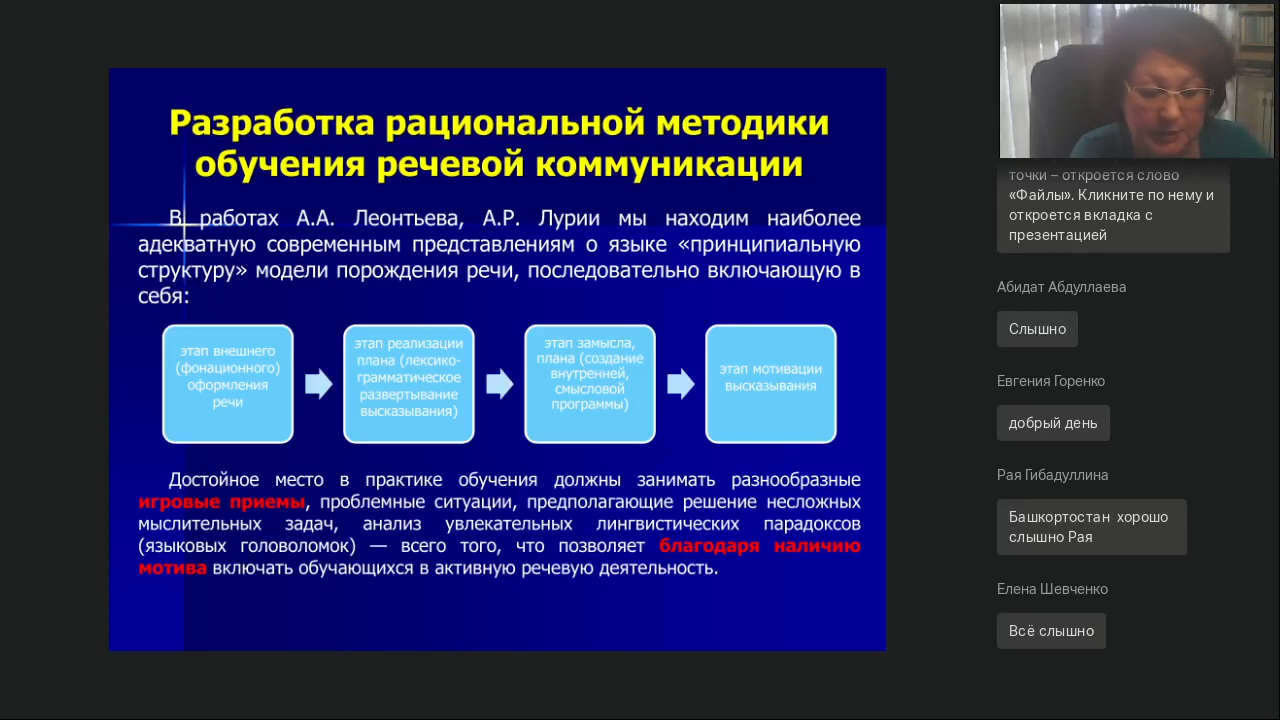 Разработка рациональной методики
обучения речевой коммуникации
В работах А.А. Леонтьева, А.Р. Лурии мы находим наиболее
адекватную современным представлениям о языке «принципиальную
структуру» модели порождения речи, последовательно включающую в
себя:
этап внешнего
(фонационного)
оформления
речи
этап реализации
плана (лексико-
грамматическое
развертывание
высказывания)
этап замысла,
плана (создание
внутренней,
смысловой
программы)
этап мотивации
высказывания
Достойное место в практике обучения должны занимать разнообразные
игровые приемы, проблемные ситуации, предполагающие решение несложных
мыслительных задач, анализ увлекательных лингвистических парадоксов
(языковых головоломок) — всего того, что позволяет благодаря наличию
мотива включать обучающихся в активную речевую деятельность.
точки – откроется слово
«Файлы». Кликните по нему и
откроется вкладка с
презентацией
Абидат Абдуллаева
Слышно
Евгения Горенко
добрый день
Рая Гибадуллина
Башкортостан хорошо
слышно Рая
Елена Шевченко
Всё слышно